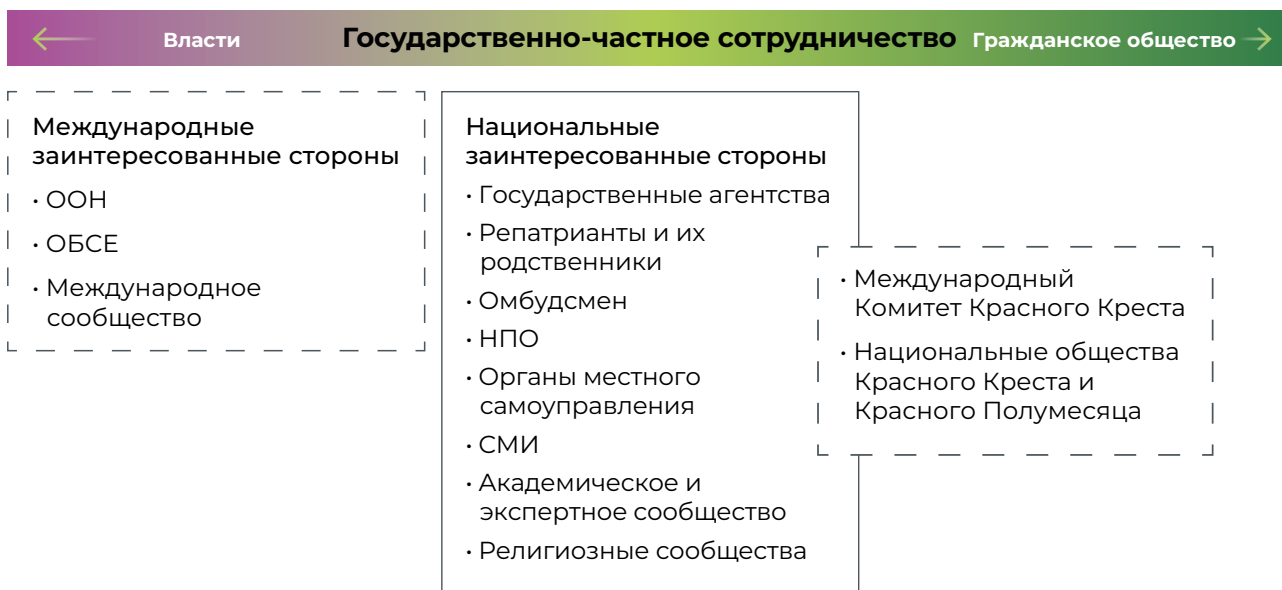 Власти
Государственно-частное сотрудничество
Гражданское общество
Международные
заинтересованные стороны
· ООН
· ОБСЕ
· Международное
сообщество
Национальные
заинтересованные стороны
· Государственные агентства
· Репатрианты и их
родственники
· Омбудсмен
· НПО
· Органы местного
самоуправления
· СМИ
· Академическое и
экспертное сообщество
· Религиозные сообщества
· Международный
Комитет Красного Креста
· Национальные общества
Красного Креста и
Красного Полумесяца